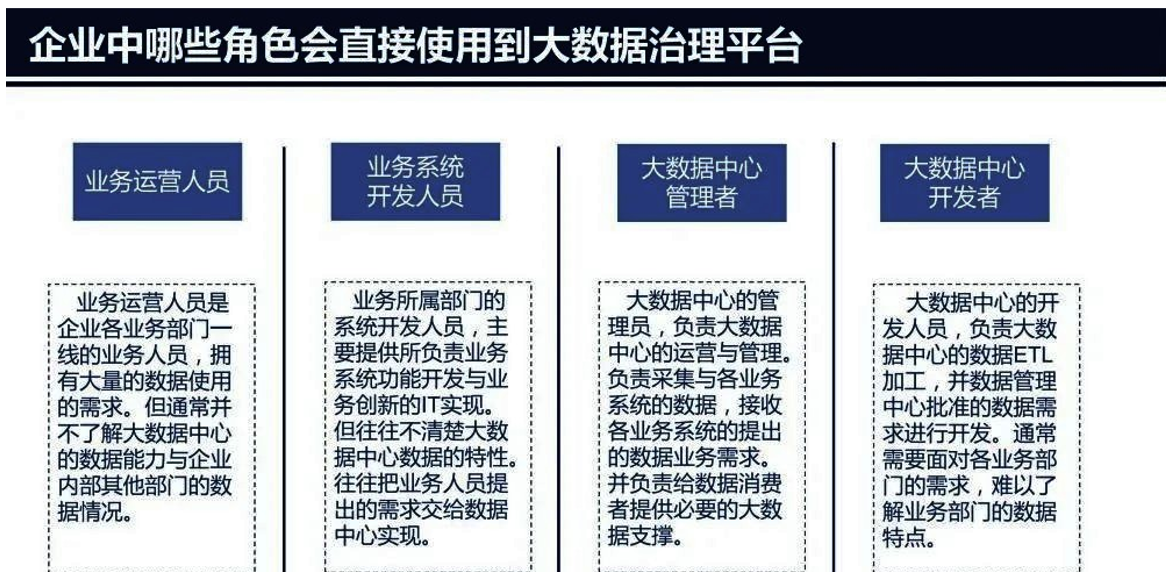 企业中哪些角色会直接使用到大数据治理平台
业务运营人员
业务运营人员是
企业各业务部门一
线的业务人员，拥
有大量的数据使用
的需求。但通常并
不了解大数据中心
的数据能力与企业
内部其他部门的数
据情况。
业务系统
开发人员
业务所属部门的
系统开发人员，主
要提供所负责业务
系统功能开发与业
务创新的IT实现。
但往往不清楚大数
据中心数据的特性。
往往把业务人员提
出的需求交给数据
中心实现。
大数据中心
管理者
大数据中心的管
理员，负责大数据
中心的运营与管理。
负责采集与各业务
系统的数据，接收
各业务系统的提出
的数据业务需求。
并负责给数据消费
者提供必要的大数
据支撑。
大数据中心
开发者
大数据中心的开
发人员，负责大数
据中心的数据ETL
加工，并数据管理
中心批准的数据需
求进行开发。通常
需要面对各业务部
门的需求，难以了
解业务部门的数据
特点。